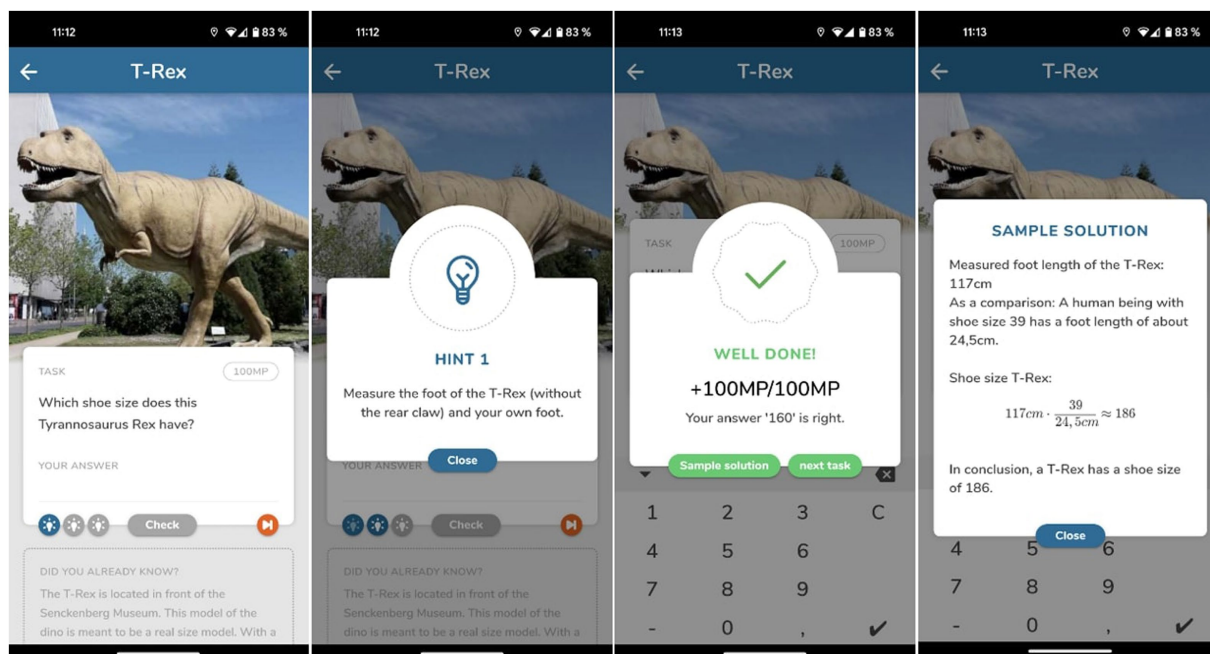 11:12
83 %
T-Rex
TASK
100MP
Which shoe size does this
Tyrannosaurus Rex have?
YOUR ANSWER
Check
DID YOU ALREADY KNOW?
The T-Rex is located in front of the
Senckenberg Museum. This model of the
dino is meant to be a real size model. With a
11:12
83 %
T-Rex
HINT 1
Measure the foot of the T-Rex (without
the rear claw) and your own foot.
Close
YOUR ANSWER
Check
DID YOU ALREADY KNOW?
The T-Rex is located in front of the
Senckenberg Museum. This model of the
dino is meant to be a real size model. With a
11:13
83 %
T-Rex
TASK
100MP
WELL DONE!
+100MP/100MP
Your answer '160' is right.
Sample solution
next task
1 2 3 C
4 5 6
7 8 9
- 0 ,
11:13
83 %
T-Rex
SAMPLE SOLUTION
Measured foot length of the T-Rex:
117cm
As a comparison: A human being with
shoe size 39 has a foot length of about
24,5cm.
Shoe size T-Rex:
117cm · 39/24,5cm ≈ 186
In conclusion, a T-Rex has a shoe size
of 186.
Close
4 5 6
7 8 9
- 0 ,